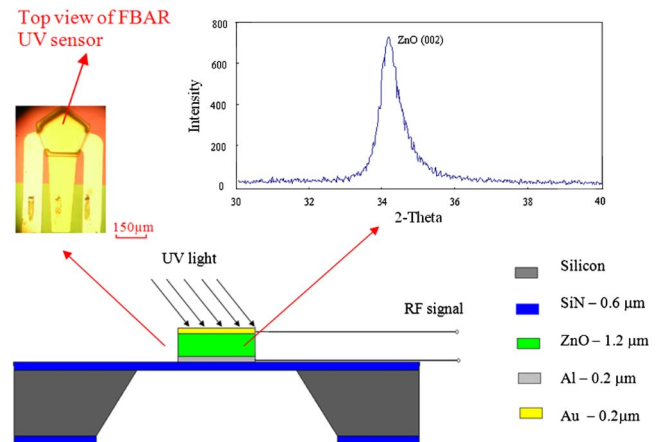 Top view of FBAR
UV sensor
150μm
800
600
400
200
0
Intensity
ZnO (002)
30
32
34
36
38
40
2-Theta
UV light
RF signal
Silicon
SiN – 0.6 μm
ZnO – 1.2 μm
Al – 0.2 μm
Au – 0.2μm